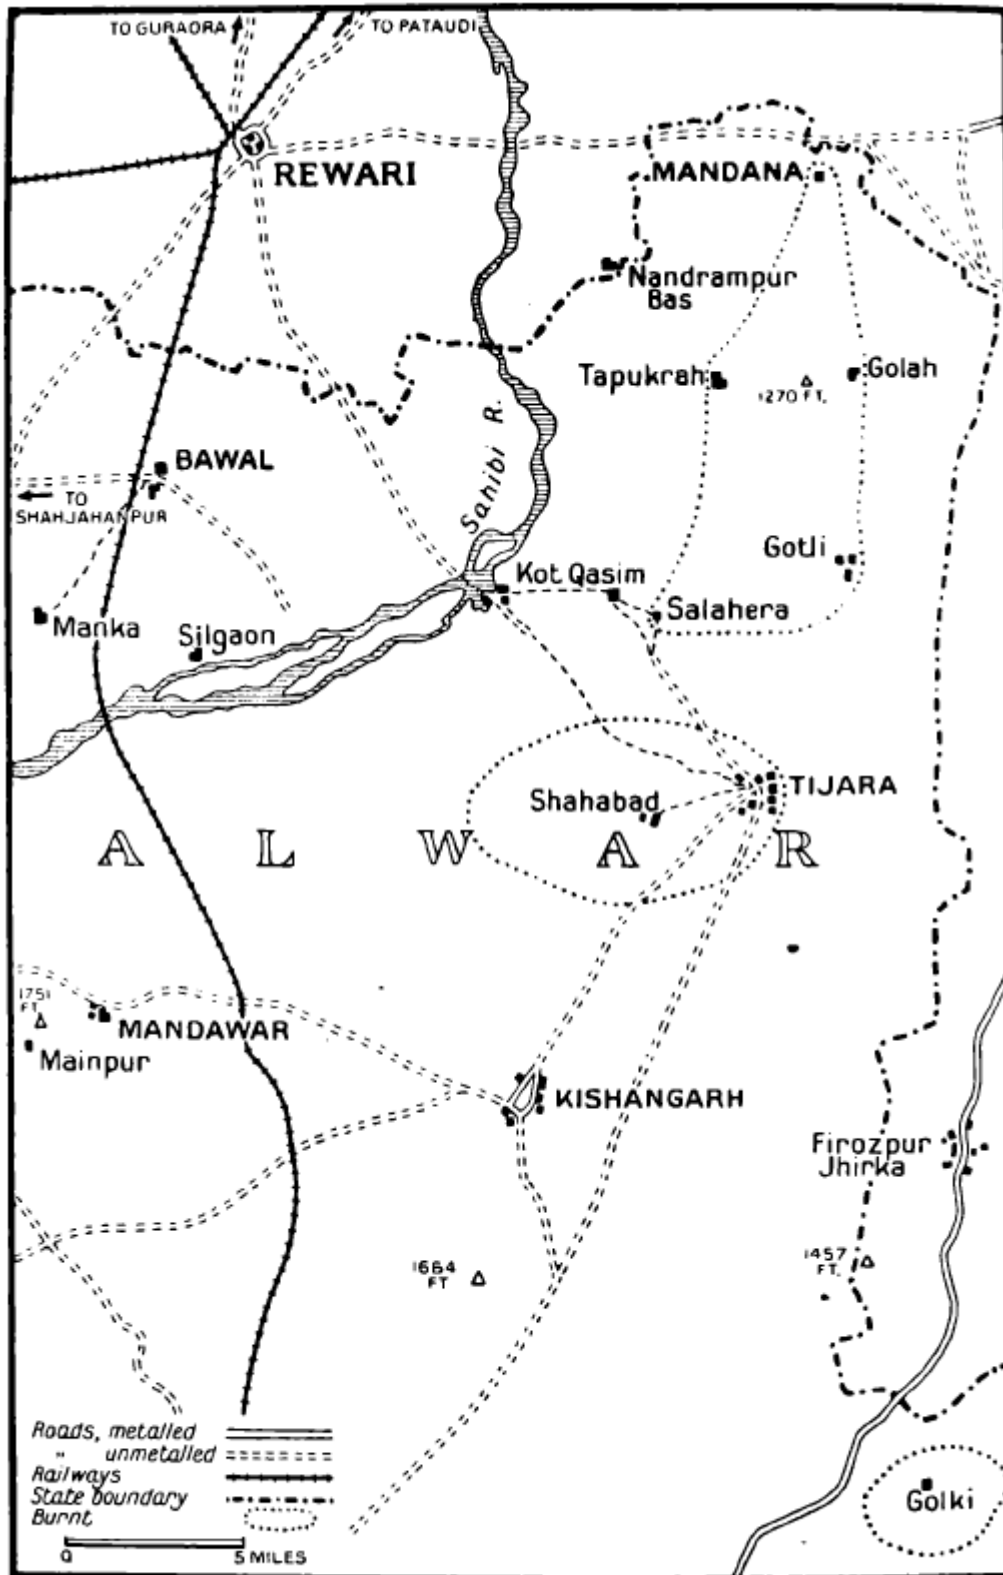 TO GURAORA
TO PATAUDI
REWARI
MANDANA
Nandrampur
Bas
Tapukrah
1270 FT.
Golah
Sahibi R.
BAWAL
TO
SHAHJAHANPUR
Gotli
Kot Qasim
Salahera
Manka
Silgaon
Shahabad
TIJARA
A L W A R
1751
FT
MANDAWAR
Mainpur
KISHANGARH
Firozpur
Jhirka
1664
FT
1457
FT.
Roads, metalled
" unmetalled
Railways
State boundary
Burnt
0 5 MILES
Golki